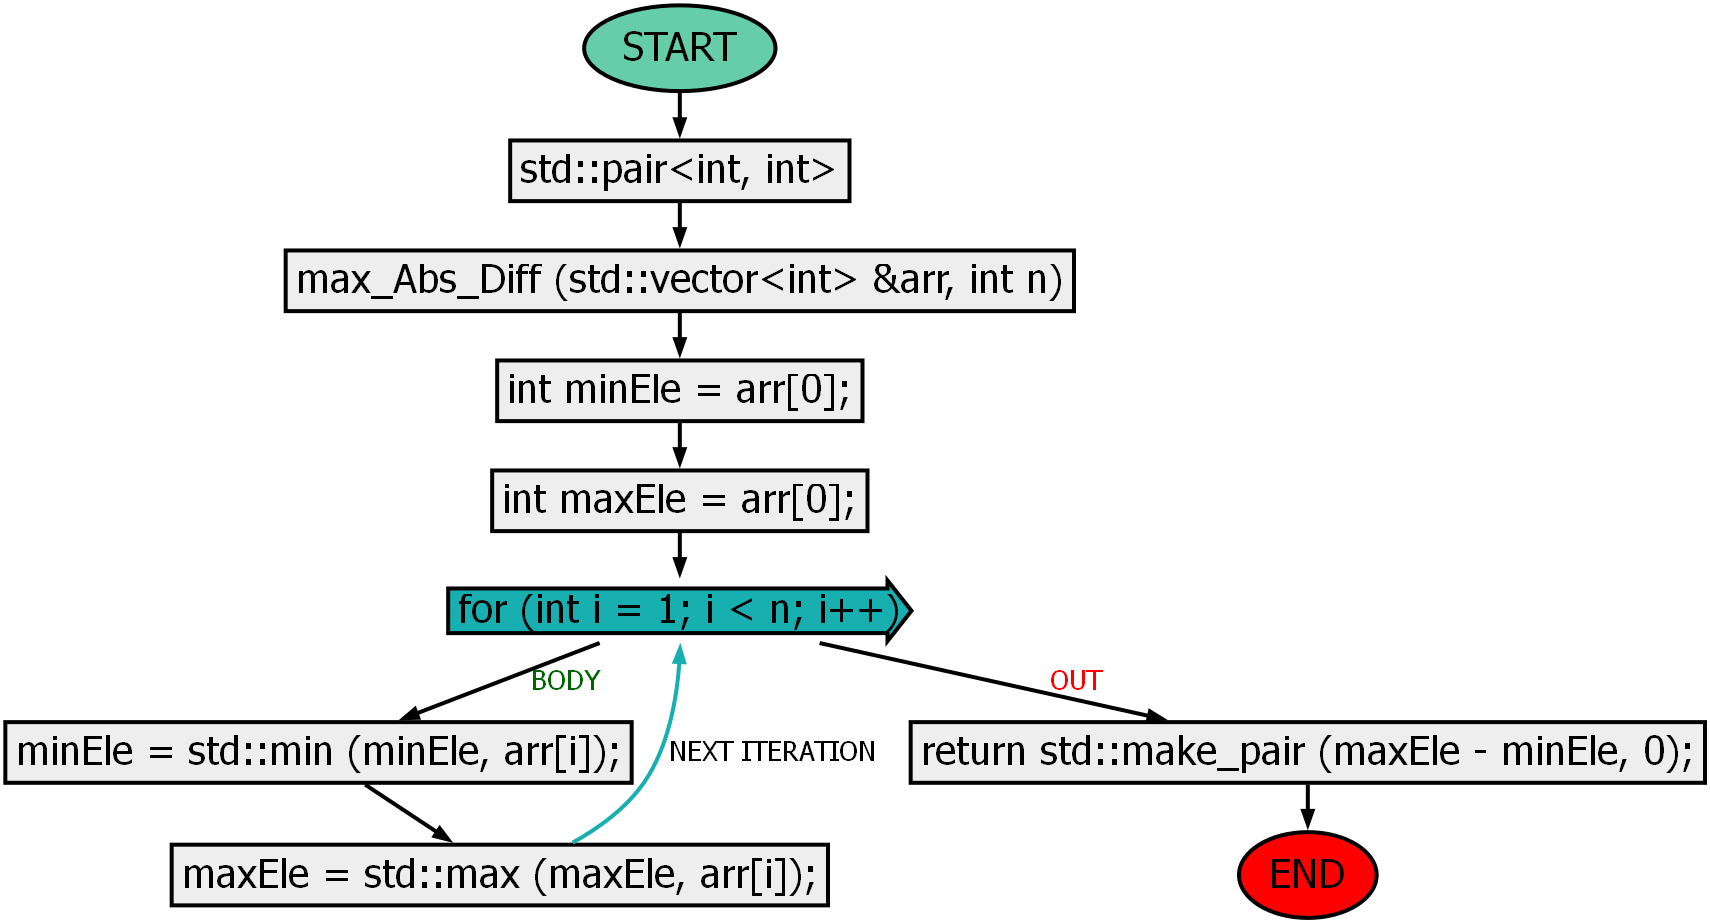 START
std::pair<int, int>
max_Abs_Diff (std::vector<int> &arr, int n)
int minEle = arr[0];
int maxEle = arr[0];
for (int i = 1; i < n; i++)
BODY
OUT
minEle = std::min (minEle, arr[i]);
NEXT ITERATION
return std::make_pair (maxEle - minEle, 0);
maxEle = std::max (maxEle, arr[i]);
END